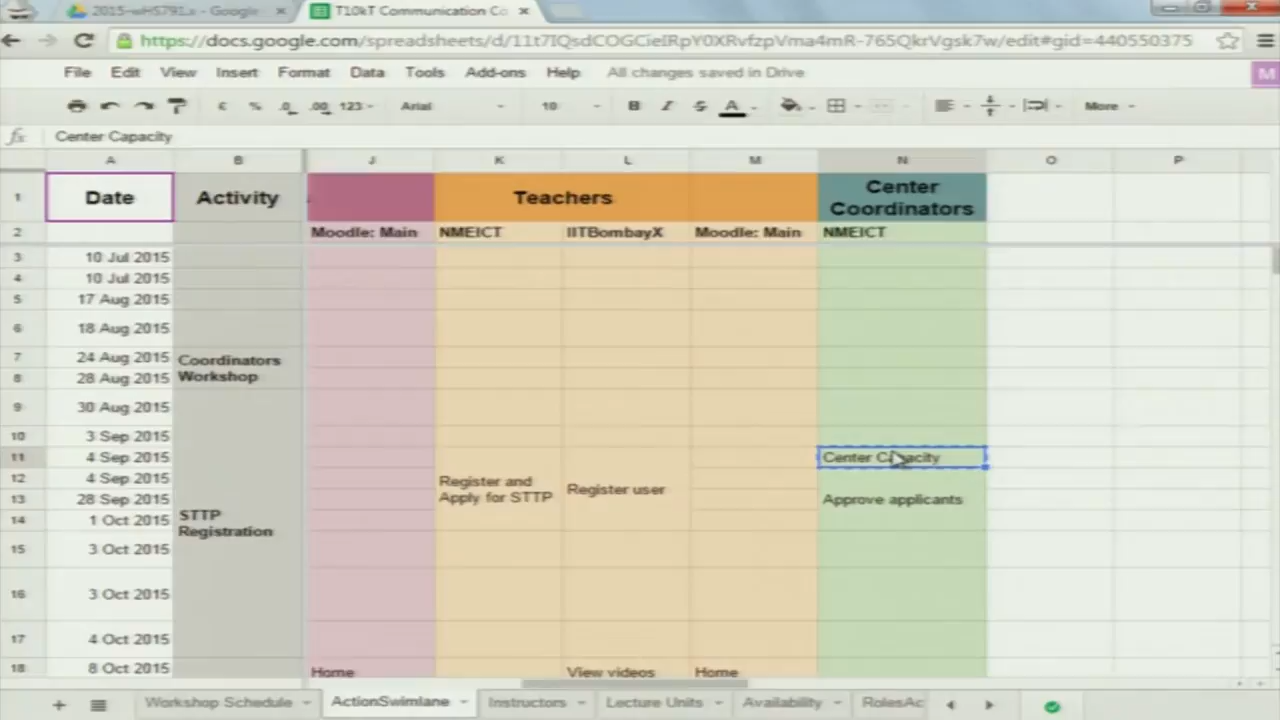 2015-wHS791.x - Google
T10kT Communication Co
https://docs.google.com/spreadsheets/d/11t7IQsdCOGCieIRpY0XRvfzpVma4mR-765QkrVgsk7w/edit#gid=440550375
File Edit View Insert Format Data Tools Add-ons Help All changes saved in Drive
M
£ % .0 .00 123 Arial 10 B I S A More
fx Center Capacity
A B J K L M N O P
1 Date Activity Teachers Center Coordinators
2 Moodle: Main NMEICT IITBombayX Moodle: Main NMEICT
3 10 Jul 2015
4 10 Jul 2015
5 17 Aug 2015
6 18 Aug 2015
7 24 Aug 2015 Coordinators
8 28 Aug 2015 Workshop
9 30 Aug 2015
10 3 Sep 2015
11 4 Sep 2015 Center Capacity
12 4 Sep 2015 Register and Register user
13 28 Sep 2015 Apply for STTP Approve applicants
14 1 Oct 2015 STTP
Registration
15 3 Oct 2015
16 3 Oct 2015
17 4 Oct 2015
18 8 Oct 2015 Home View videos Home
Workshop Schedule ActionSwimlane Instructors Lecture Units Availability RolesAc